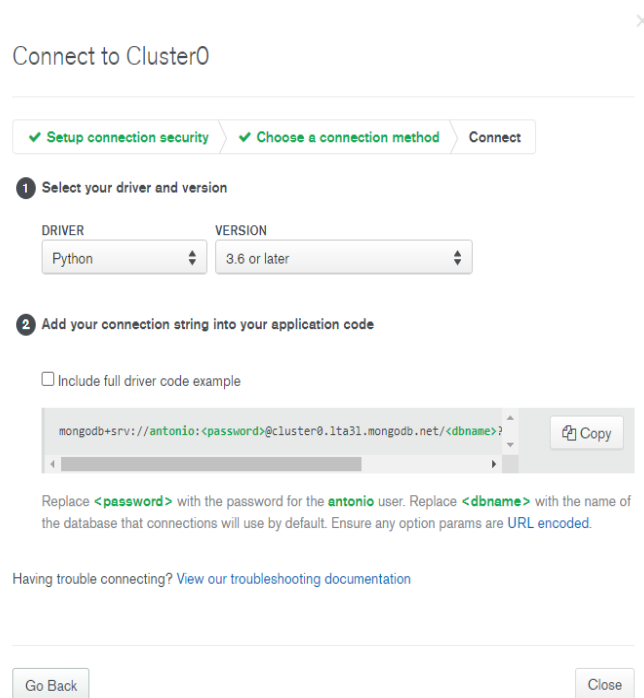 Connect to Cluster0
✔ Setup connection security ✔ Choose a connection method Connect
1 Select your driver and version
DRIVER VERSION
Python 3.6 or later
2 Add your connection string into your application code
Include full driver code example
mongodb+srv://antonio:<password>@cluster0.lta3l.mongodb.net/<dbname>?
Copy
Replace <password> with the password for the antonio user. Replace <dbname> with the name of
the database that connections will use by default. Ensure any option params are URL encoded.
Having trouble connecting? View our troubleshooting documentation
Go Back Close